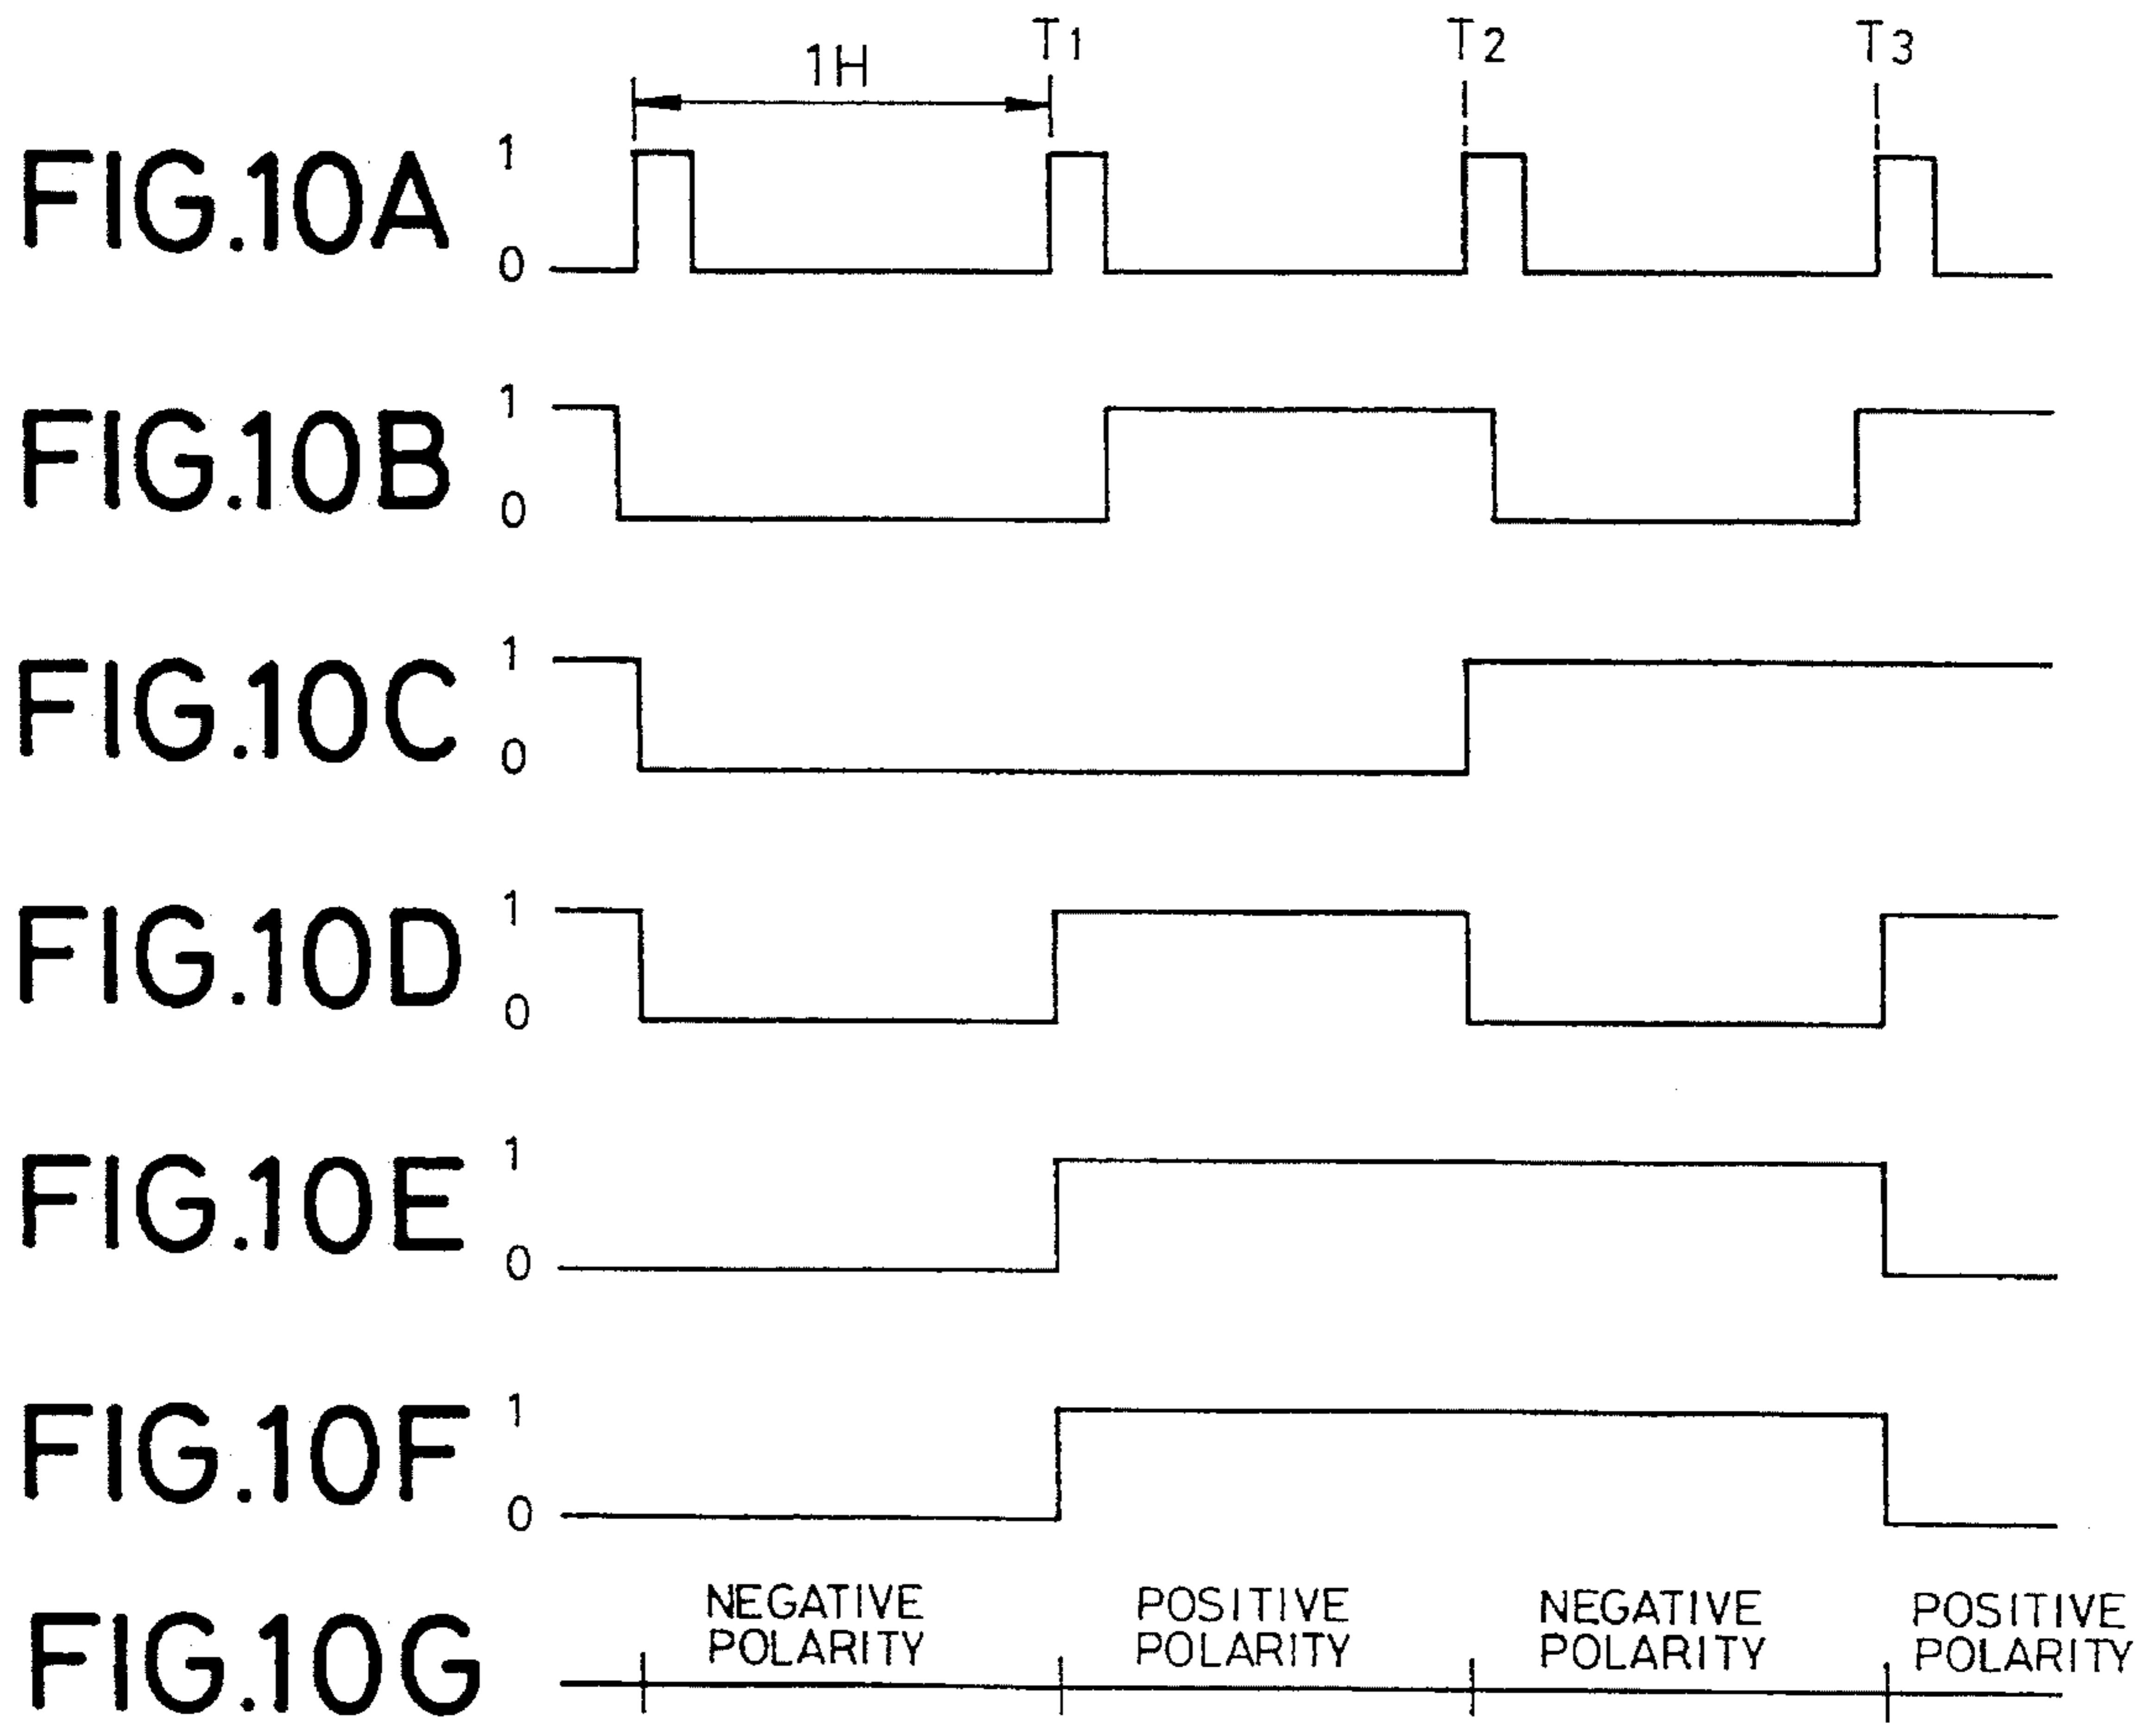 1H
T1
T2
T3
FIG.10A
1
0
FIG.10B
1
0
FIG.10C
1
0
FIG.10D
1
0
FIG.10E
1
0
FIG.10F
1
0
FIG.10G
NEGATIVE
POLARITY
POSITIVE
POLARITY
NEGATIVE
POLARITY
POSITIVE
POLARITY